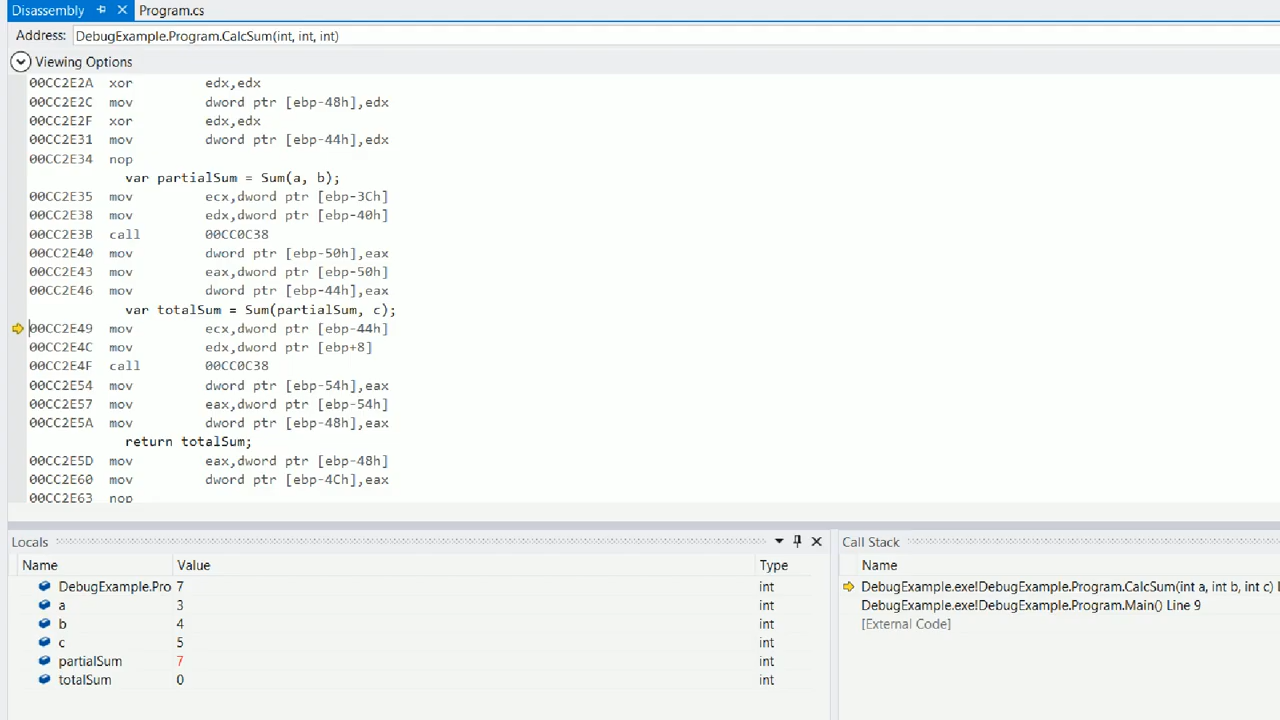 Disassembly Program.cs
Address: DebugExample.Program.CalcSum(int, int, int)
Viewing Options
00CC2E2A xor edx,edx
00CC2E2C mov dword ptr [ebp-48h],edx
00CC2E2F xor edx,edx
00CC2E31 mov dword ptr [ebp-44h],edx
00CC2E34 nop
var partialSum = Sum(a, b);
00CC2E35 mov ecx,dword ptr [ebp-3Ch]
00CC2E38 mov edx,dword ptr [ebp-40h]
00CC2E3B call 00CC0C38
00CC2E40 mov dword ptr [ebp-50h],eax
00CC2E43 mov eax,dword ptr [ebp-50h]
00CC2E46 mov dword ptr [ebp-44h],eax
var totalSum = Sum(partialSum, c);
00CC2E49 mov ecx,dword ptr [ebp-44h]
00CC2E4C mov edx,dword ptr [ebp+8]
00CC2E4F call 00CC0C38
00CC2E54 mov dword ptr [ebp-54h],eax
00CC2E57 mov eax,dword ptr [ebp-54h]
00CC2E5A mov dword ptr [ebp-48h],eax
return totalSum;
00CC2E5D mov eax,dword ptr [ebp-48h]
00CC2E60 mov dword ptr [ebp-4Ch],eax
00CC2E63 nop
Locals
Name Value Type
DebugExample.Pro 7 int
a 3 int
b 4 int
c 5 int
partialSum 7 int
totalSum 0 int
Call Stack
Name
DebugExample.exe!DebugExample.Program.CalcSum(int a, int b, int c)
DebugExample.exe!DebugExample.Program.Main() Line 9
[External Code]